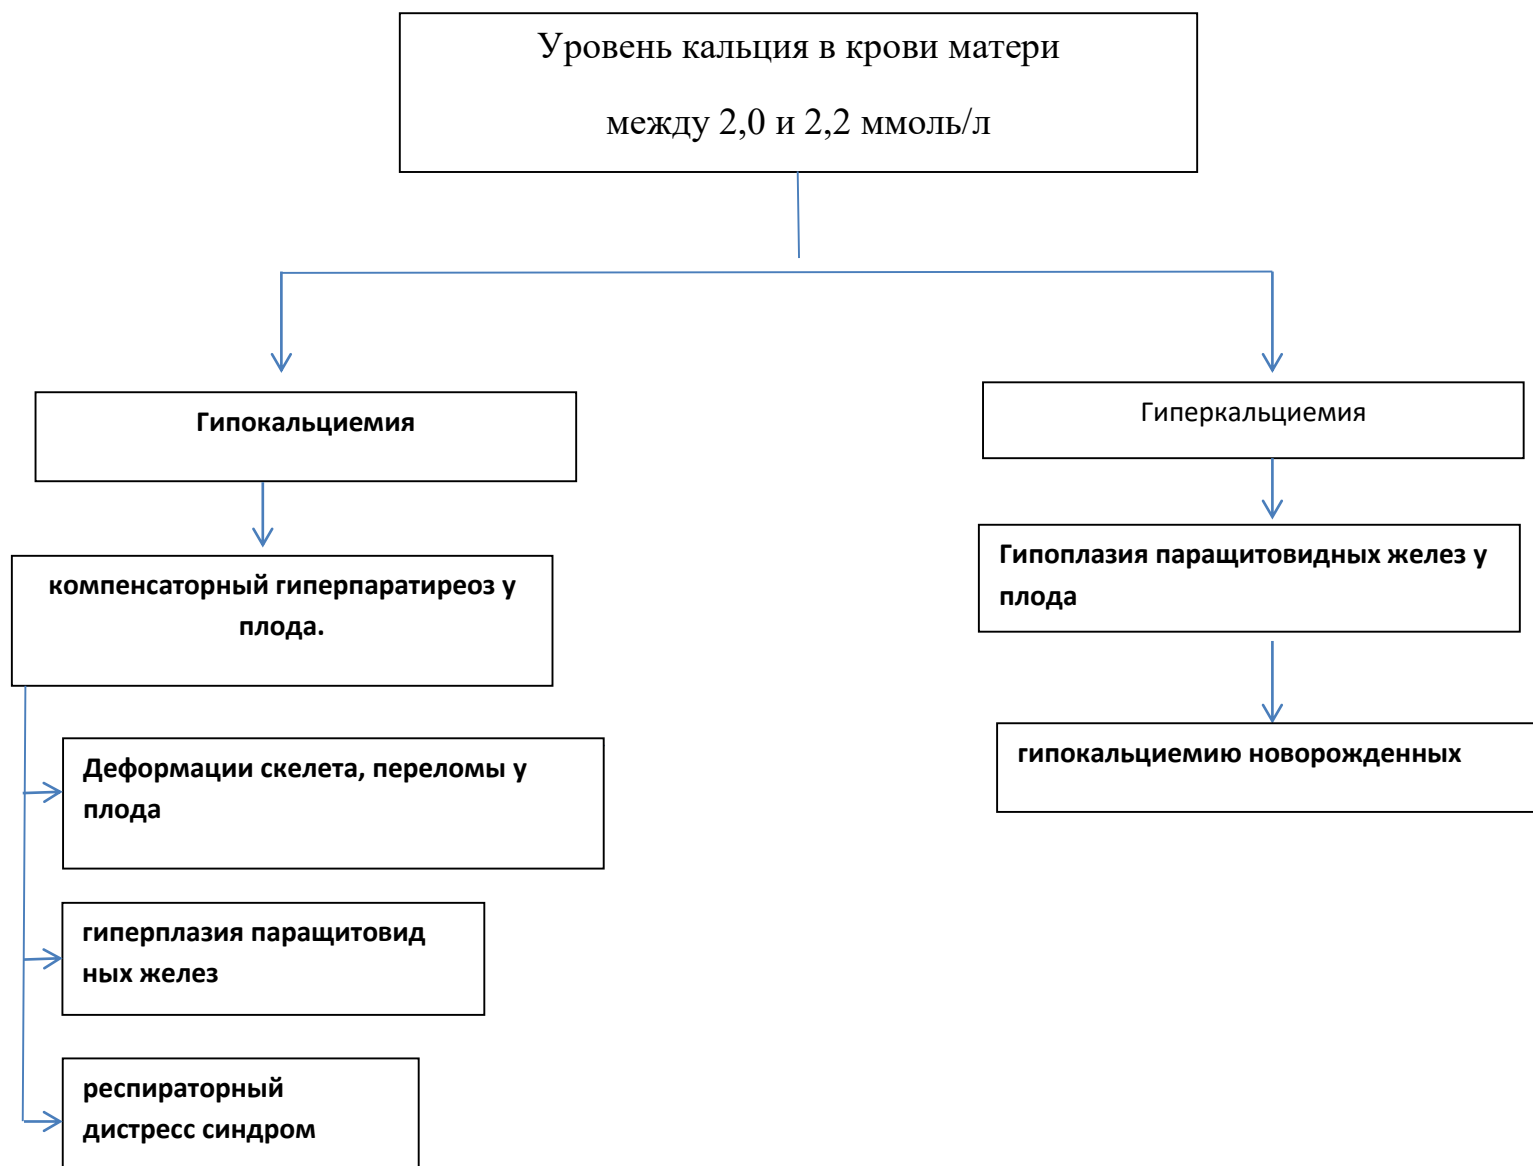 Уровень кальция в крови матери
между 2,0 и 2,2 ммоль/л
Гипокальциемия
компенсаторный гиперпаратиреоз у
плода.
Деформации скелета, переломы у
плода
гиперплазия паращитовид
ных желез
респираторный
дистресс синдром
Гиперкальциемия
Гипоплазия паращитовидных желез у
плода
гипокальциемию новорожденных